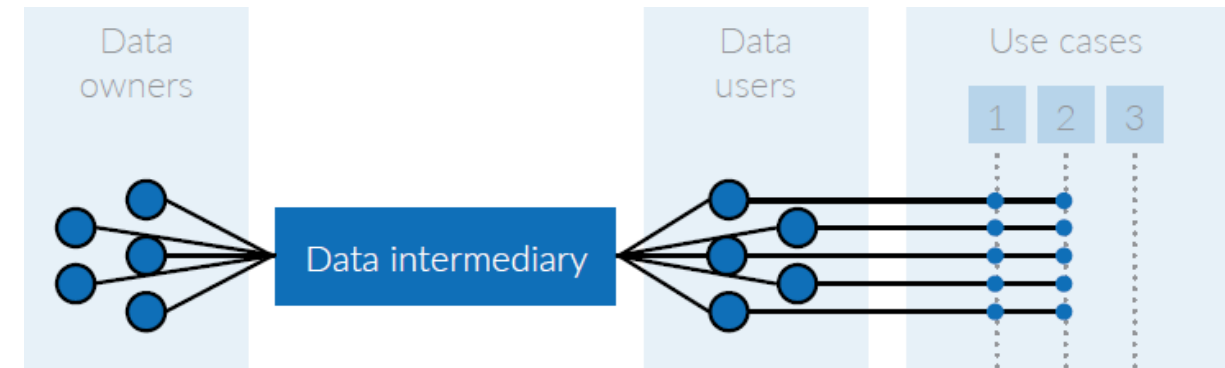 Data
owners
Data intermediary
Data
users
Use cases
1 2 3